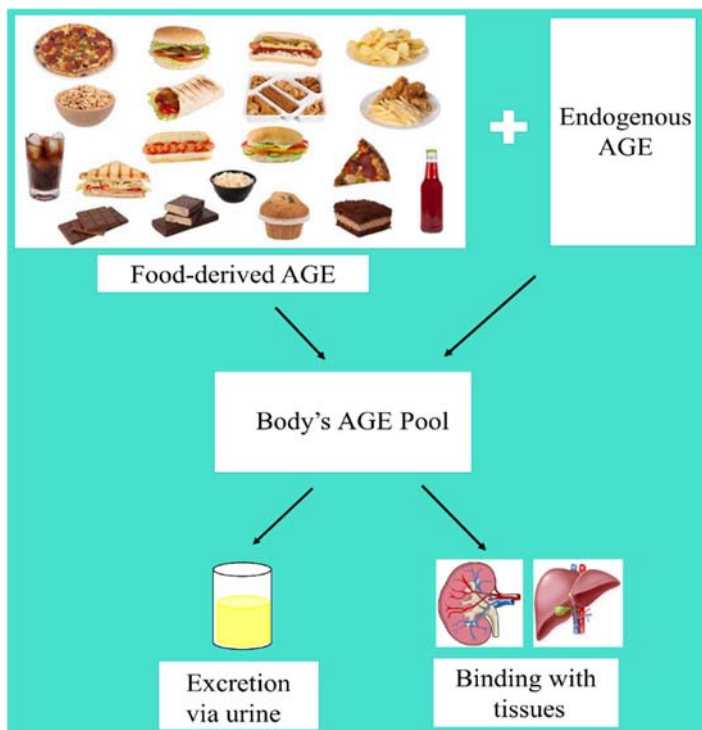 Endogenous
AGE
Food-derived AGE
Body's AGE Pool
Excretion
via urine
Binding with
tissues